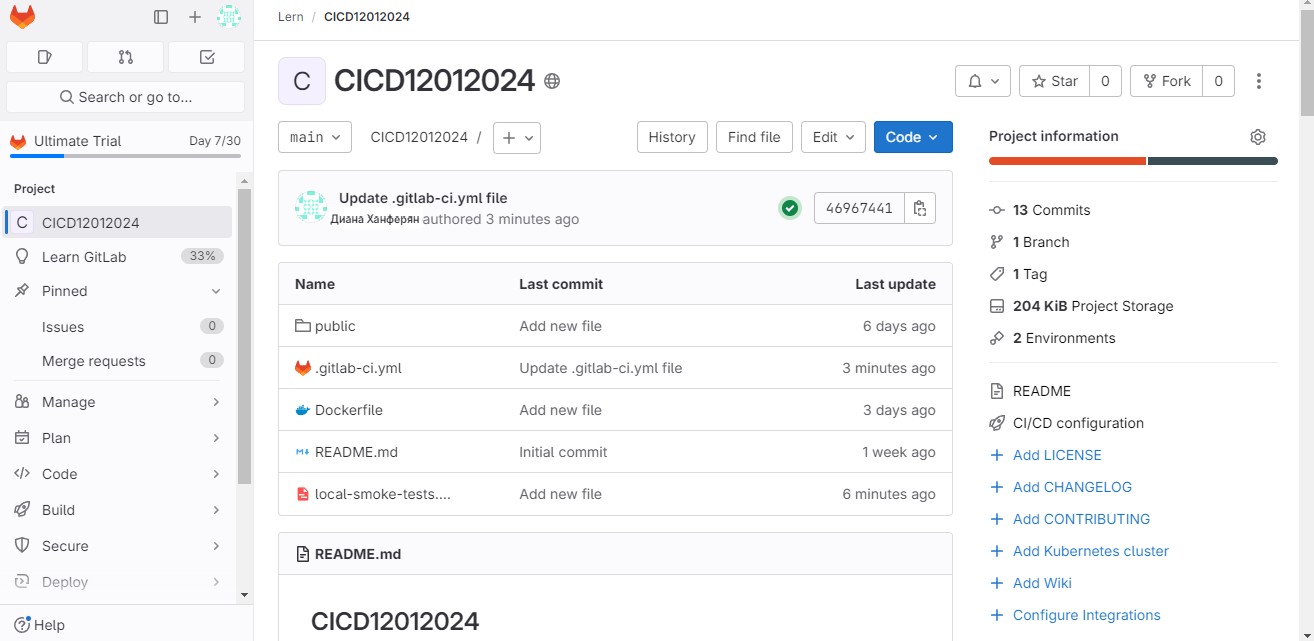 Lern / CICD12012024
Search or go to...
Ultimate Trial Day 7/30
Project
C CICD12012024
Learn GitLab 33%
Pinned
Issues 0
Merge requests 0
Manage
Plan
Code
Build
Secure
Deploy
Help
C CICD12012024
Star 0 Fork 0
main CICD12012024 / + History Find file Edit Code
Update .gitlab-ci.yml file
Диана Ханферян authored 3 minutes ago
46967441
Name Last commit Last update
public Add new file 6 days ago
.gitlab-ci.yml Update .gitlab-ci.yml file 3 minutes ago
Dockerfile Add new file 3 days ago
README.md Initial commit 1 week ago
local-smoke-tests.... Add new file 6 minutes ago
README.md
CICD12012024
Project information
13 Commits
1 Branch
1 Tag
204 KiB Project Storage
2 Environments
README
CI/CD configuration
+ Add LICENSE
+ Add CHANGELOG
+ Add CONTRIBUTING
+ Add Kubernetes cluster
+ Add Wiki
+ Configure Integrations